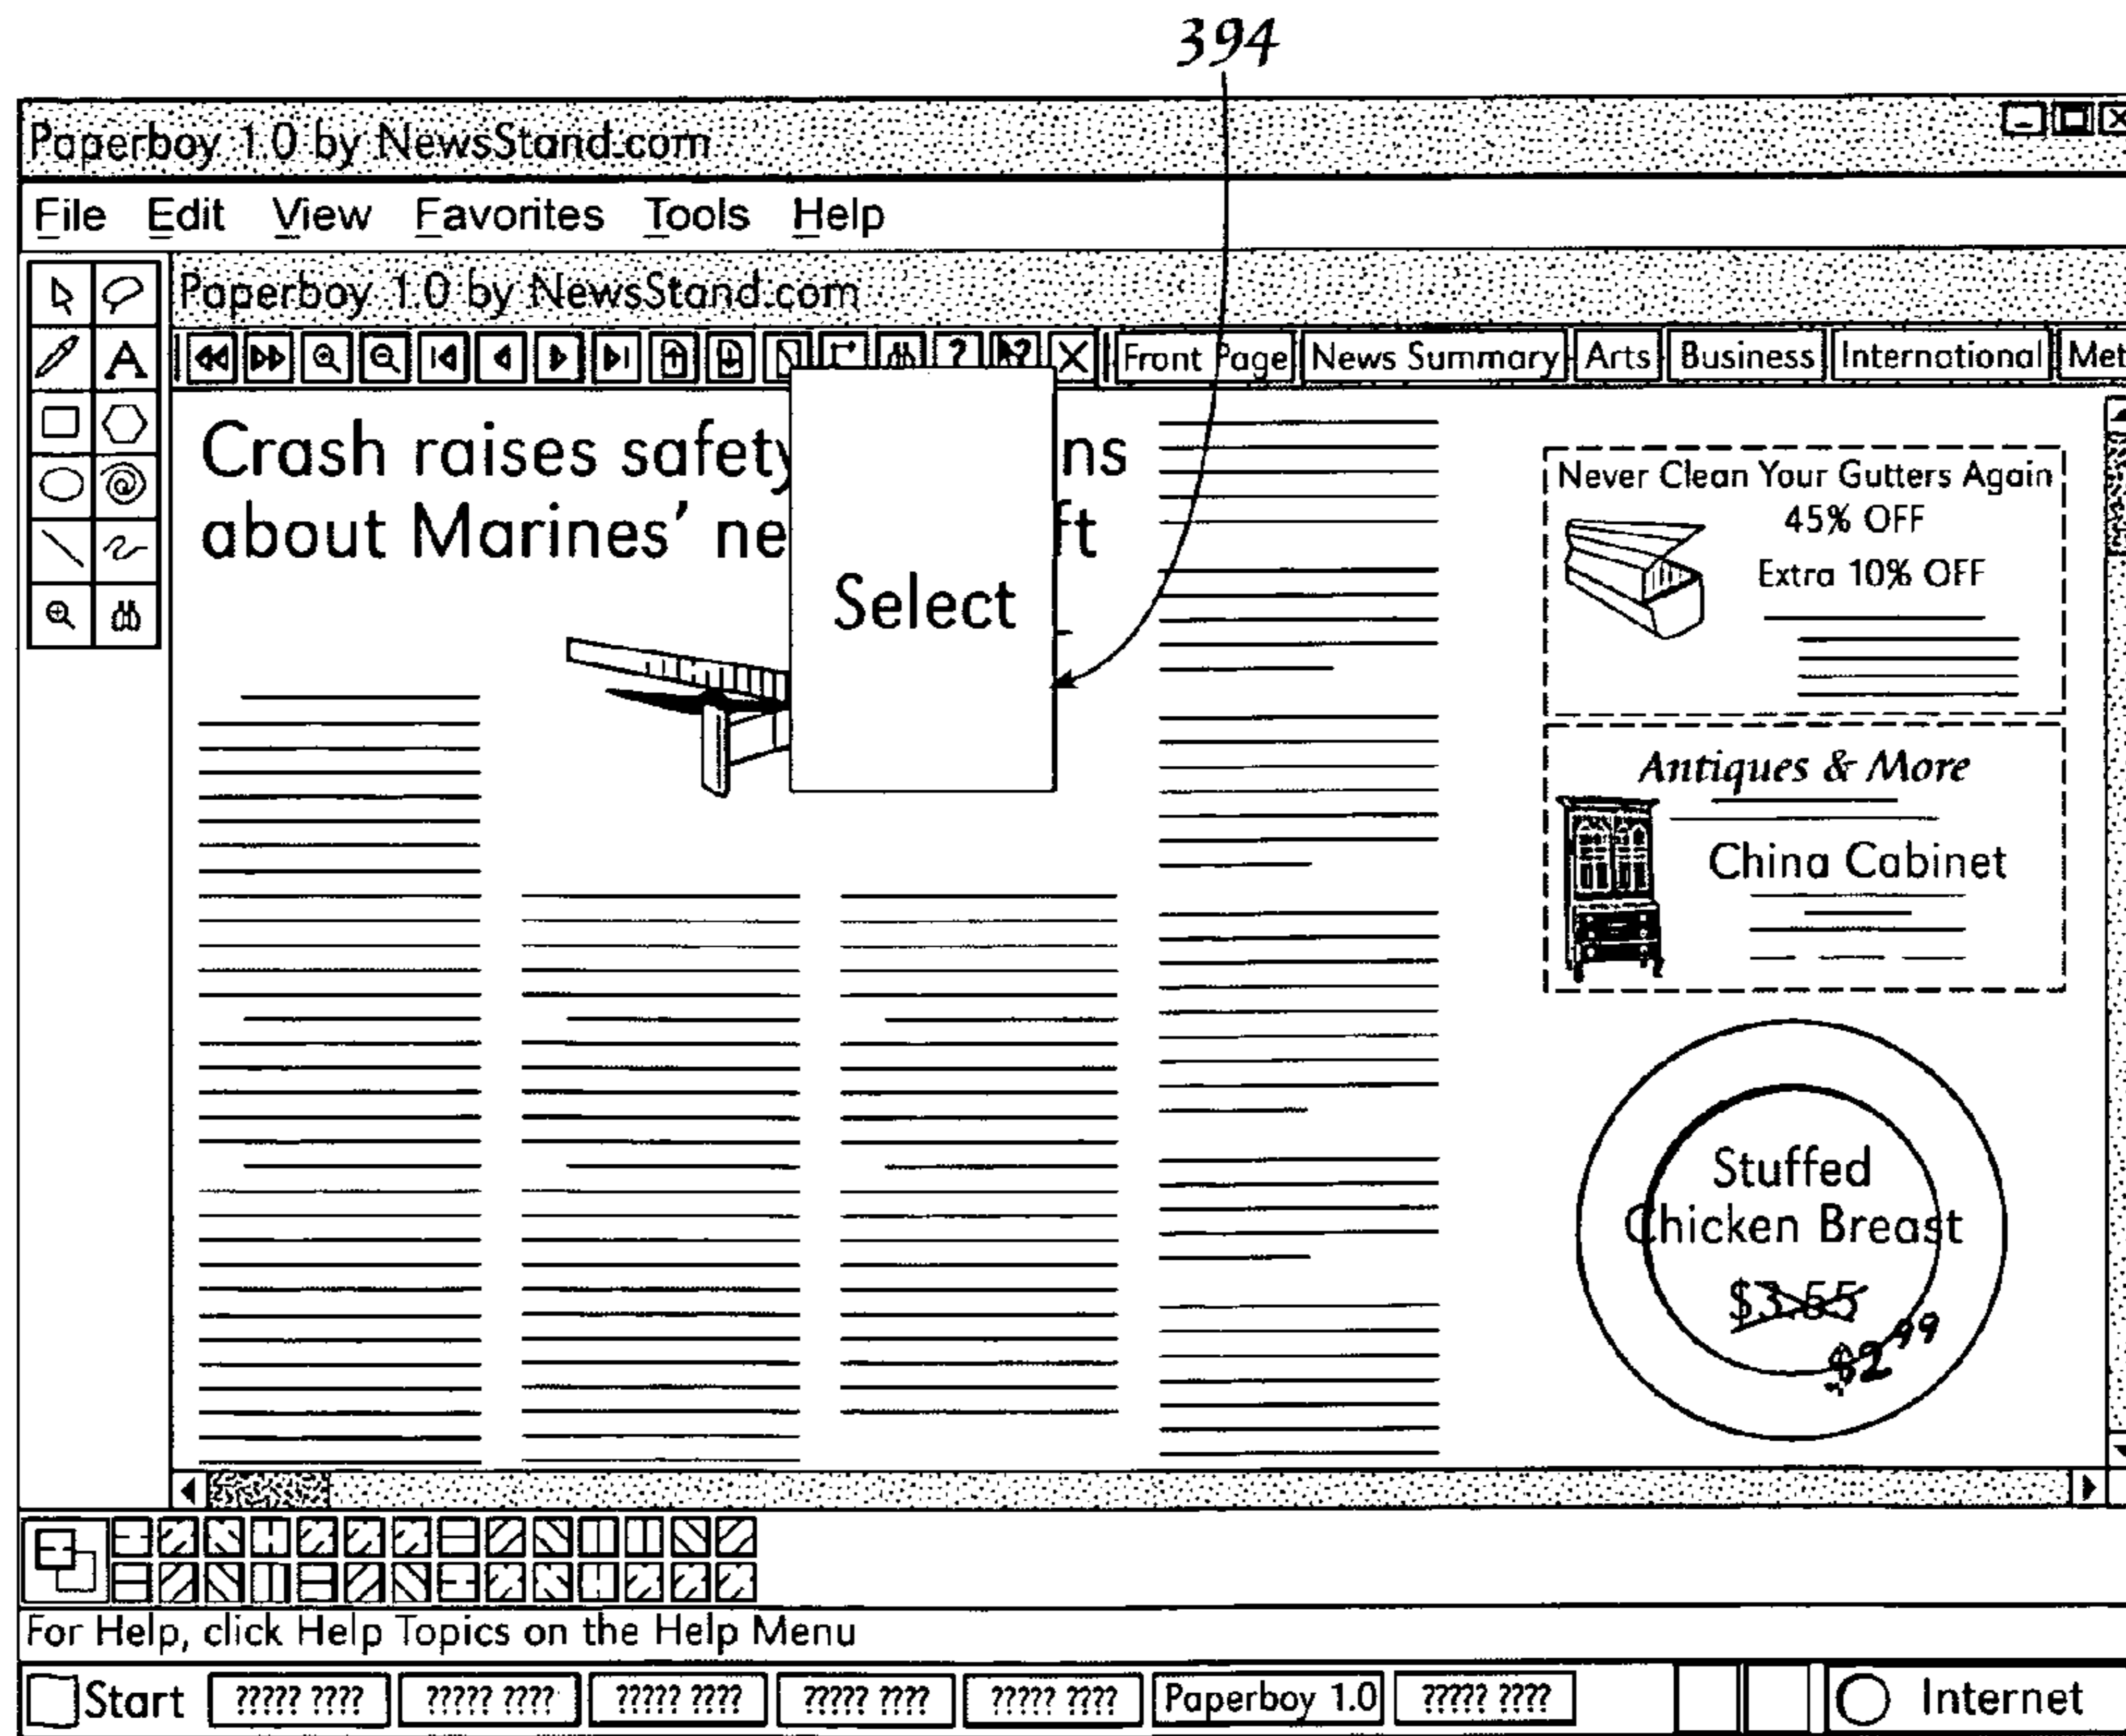 394
Paperboy 1.0 by NewsStand.com
File Edit View Favorites Tools Help
Paperboy 1.0 by NewsStand.com
A ? ? X Front Page News Summary Arts Business International Met
Crash raises safety ns
about Marines' ne ft
Select
Never Clean Your Gutters Again
45% OFF
Extra 10% OFF
Antiques & More
China Cabinet
Stuffed
Chicken Breast
$3.65
$2.99
For Help, click Help Topics on the Help Menu
Start ????? ???? ????? ???? ????? ???? ????? ???? ????? ???? Paperboy 1.0 ????? ???? Internet